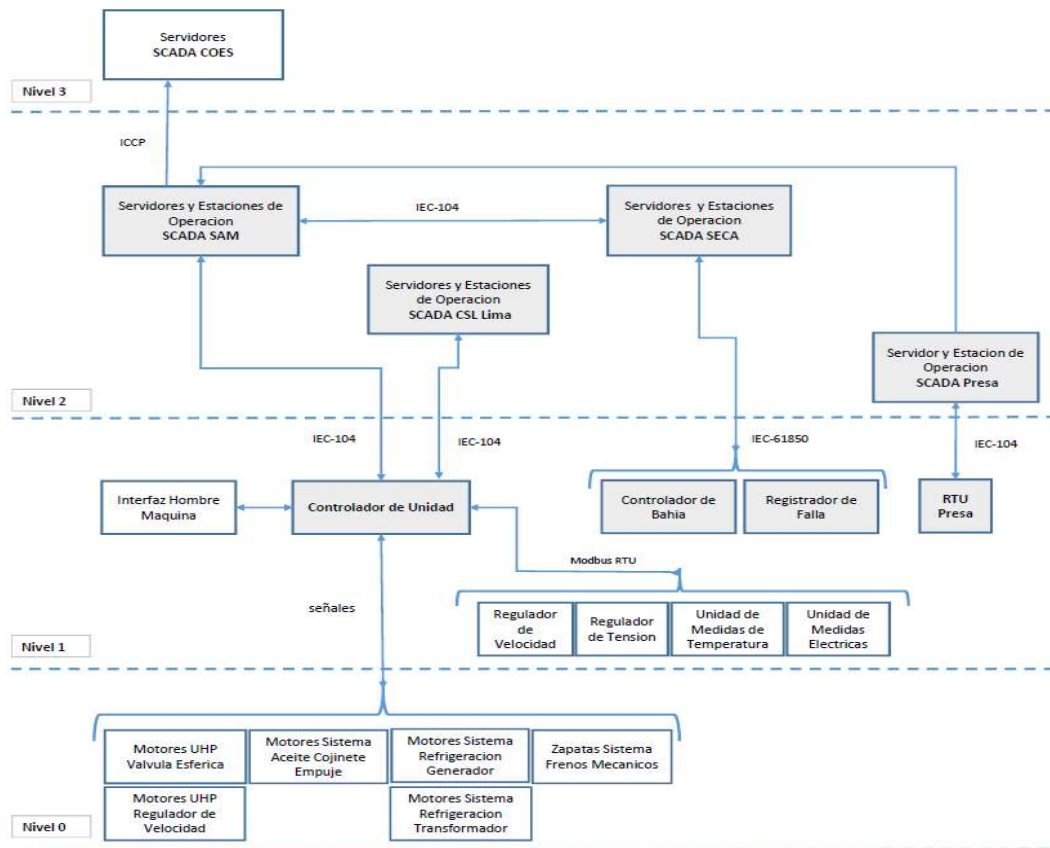 Servidores
SCADA COES
Nivel 3
ICCP
Servidores y Estaciones de
Operacion
SCADA SAM
IEC-104
Servidores y Estaciones
de Operacion
SCADA SECA
Servidores y Estaciones
de Operacion
SCADA CSL Lima
Servidor y Estacion de
Operacion
SCADA Presa
Nivel 2
IEC-104
IEC-104
IEC-61850
IEC-104
Interfaz Hombre
Maquina
Controlador de Unidad
Controlador de
Bahia
Registrador de
Falla
RTU
Presa
Modbus RTU
señales
Regulador
de
Velocidad
Regulador
de Tension
Unidad de
Medidas de
Temperatura
Unidad de
Medidas
Electricas
Nivel 1
Motores UHP
Valvula Esferica
Motores Sistema
Aceite Cojinete
Empuje
Motores Sistema
Refrigeracion
Generador
Zapatas Sistema
Frenos Mecanicos
Motores UHP
Regulador de
Velocidad
Motores Sistema
Refrigeracion
Transformador
Nivel 0